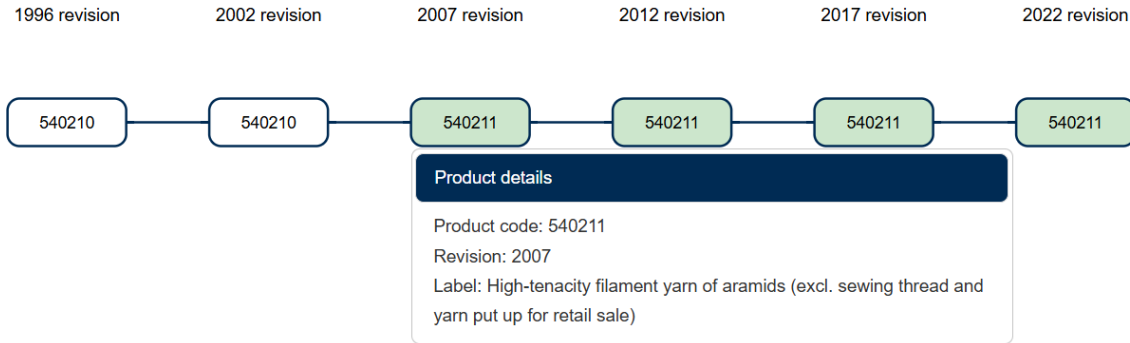 1996 revision 2002 revision 2007 revision 2012 revision 2017 revision 2022 revision
540210 540210 540211 540211 540211 540211
Product details
Product code: 540211
Revision: 2007
Label: High-tenacity filament yarn of aramids (excl. sewing thread and
yarn put up for retail sale)